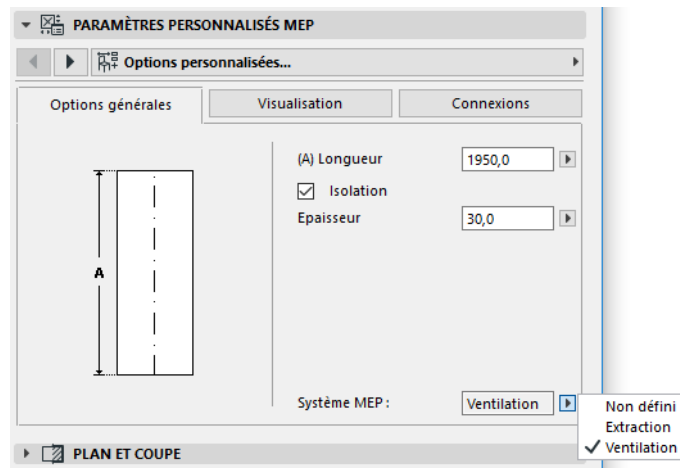 PARAMÈTRES PERSONNALISÉS MEP
Options personnalisées...
Options générales Visualisation Connexions
(A) Longueur 1950,0
Isolation
Epaisseur 30,0
A
Système MEP : Ventilation
Non défini
Extraction
Ventilation
PLAN ET COUPE